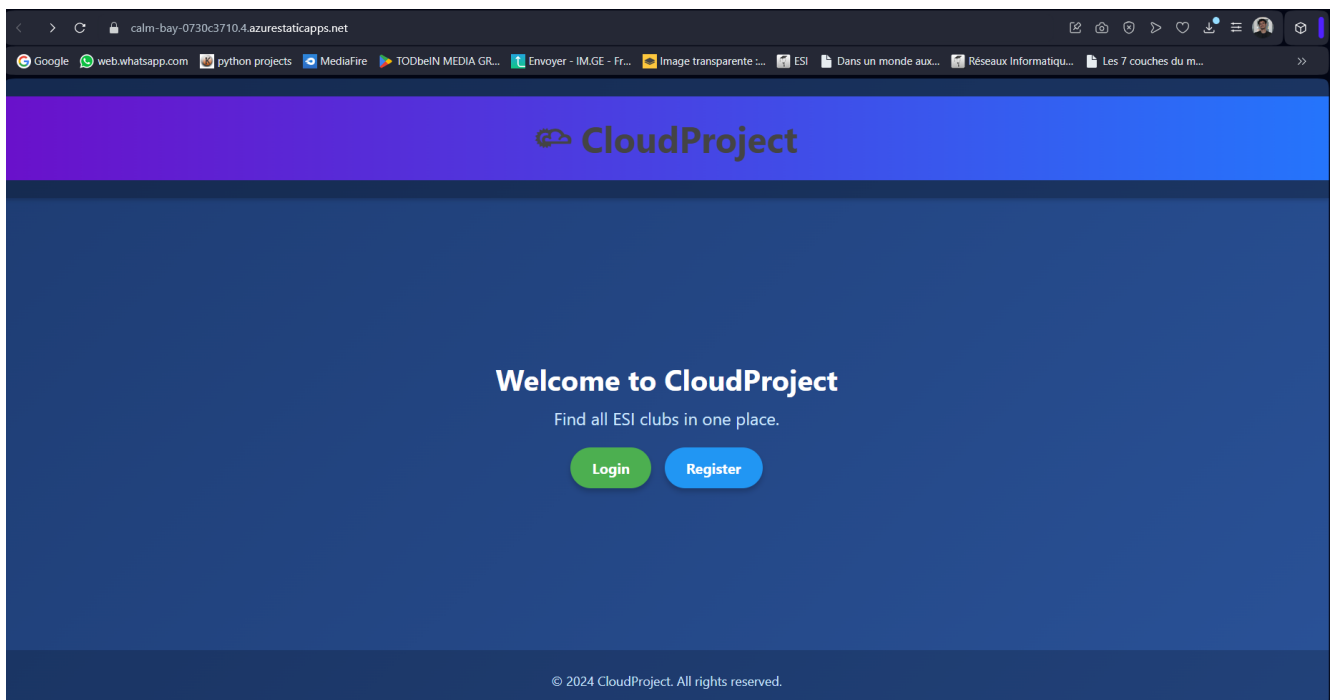 calm-bay-0730c3710.4.azurestaticapps.net
Google web.whatsapp.com python projects MediaFire TODbeIN MEDIA GR... Envoyer - IM.GE - Fr... Image transparente :... ESI Dans un monde aux... Réseaux Informatiqu... Les 7 couches du m...
CloudProject
Welcome to CloudProject
Find all ESI clubs in one place.
Login Register
© 2024 CloudProject. All rights reserved.